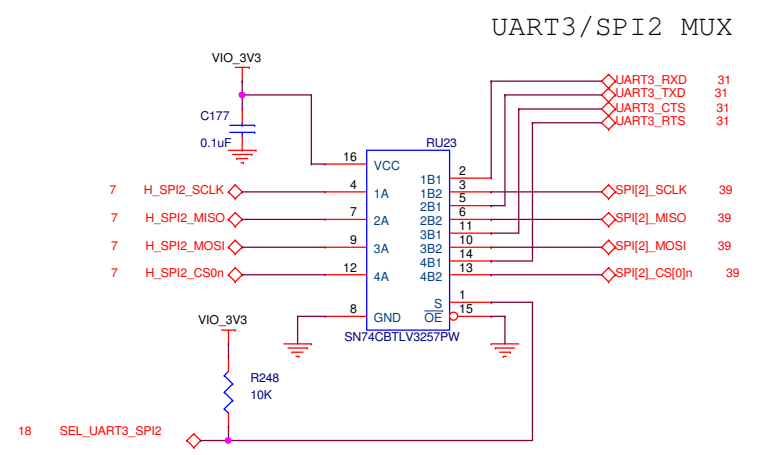 UART3/SPI2 MUX
VIO_3V3
UART3_RXD 31
UART3_TXD 31
UART3_CTS 31
UART3_RTS 31
C177
0.1uF
RU23
16 VCC
1B1 2
7 H_SPI2_SCLK 4 1A 1B2 3 SPI[2]_SCLK 39
2B1 5
7 H_SPI2_MISO 7 2A 2B2 6 SPI[2]_MISO 39
3B1 11
7 H_SPI2_MOSI 9 3A 3B2 10 SPI[2]_MOSI 39
4B1 14
7 H_SPI2_CS0n 12 4A 4B2 13 SPI[2]_CS[0]n 39
S 1
8 GND OE 15
VIO_3V3
SN74CBTLV3257PW
R248
10K
18 SEL_UART3_SPI2